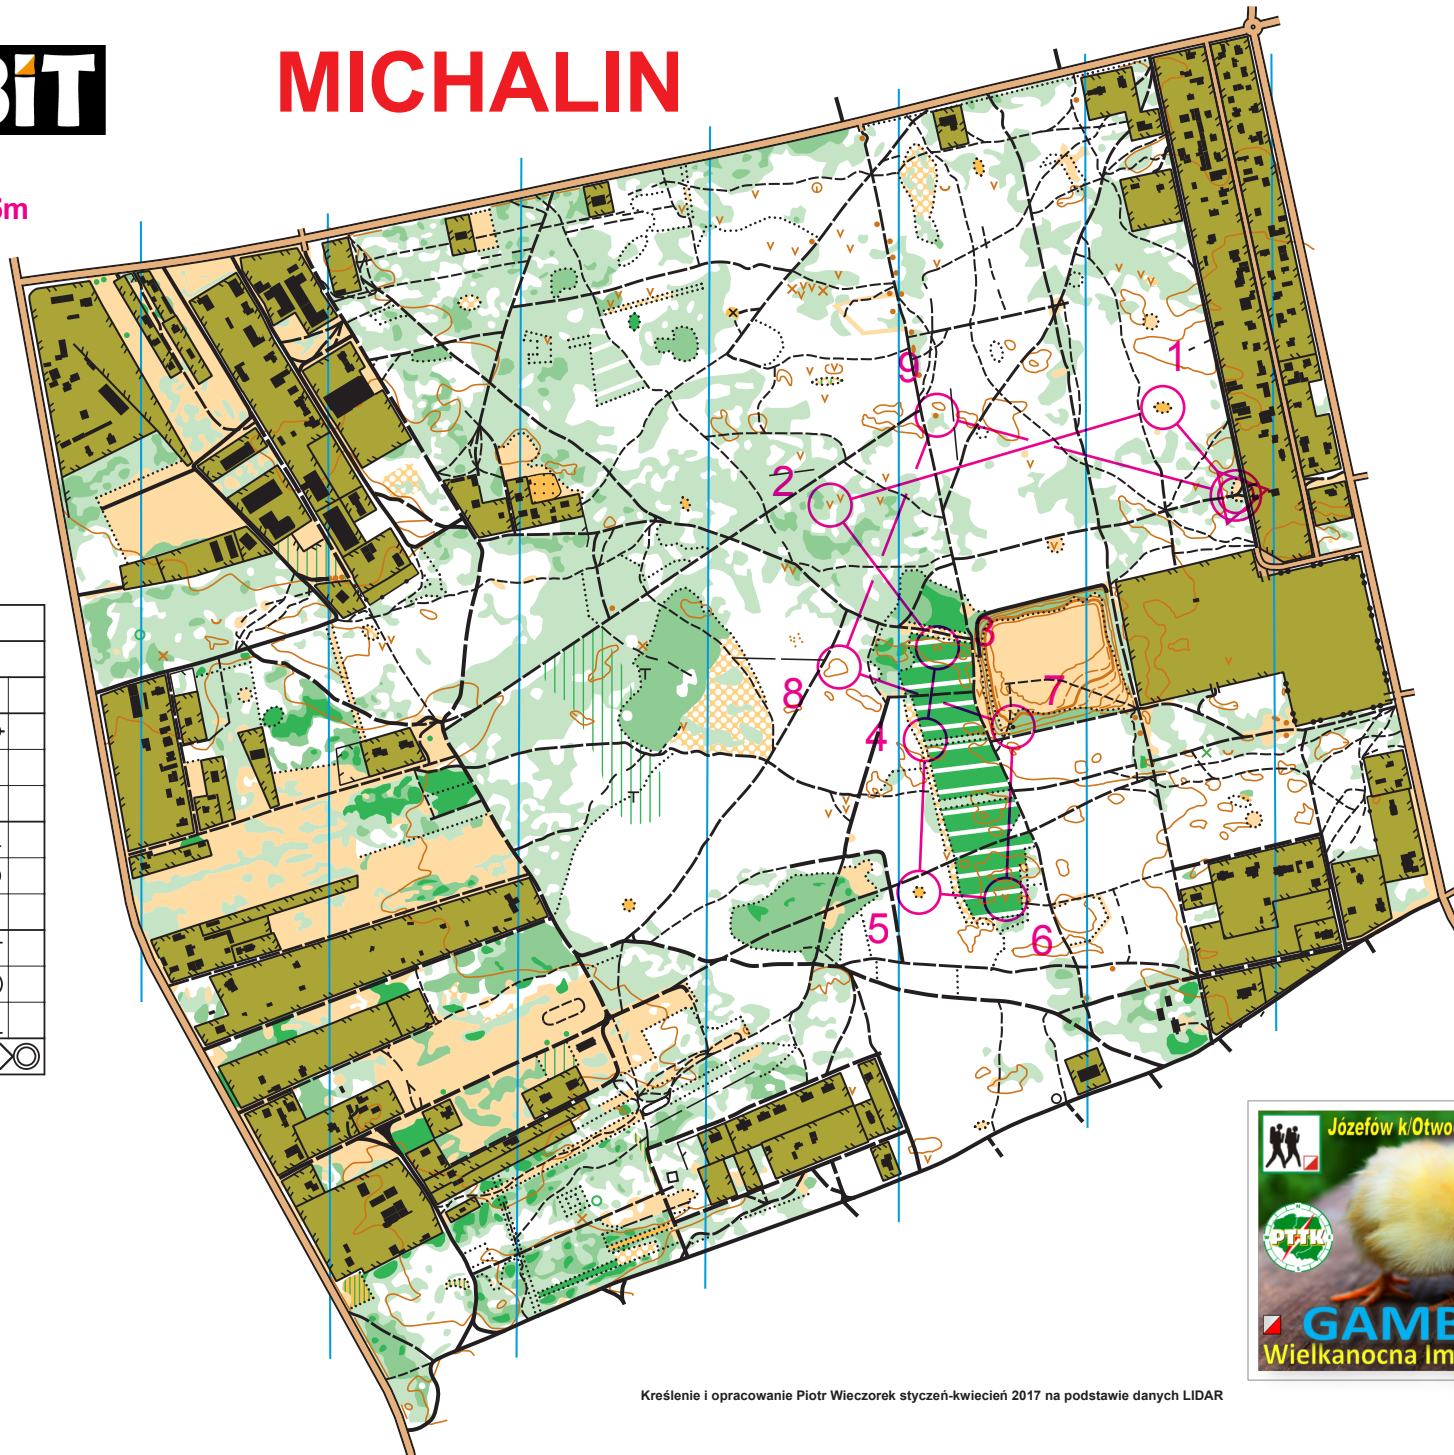 BiT
MICHALIN
5m
1
9
2
3
7
8
4
5
6
T
T
Józefów k/Otwo
PTTK
GAME
Wielkanocna Im
Kreślenie i opracowanie Piotr Wieczorek styczeń-kwiecień 2017 na podstawie danych LIDAR